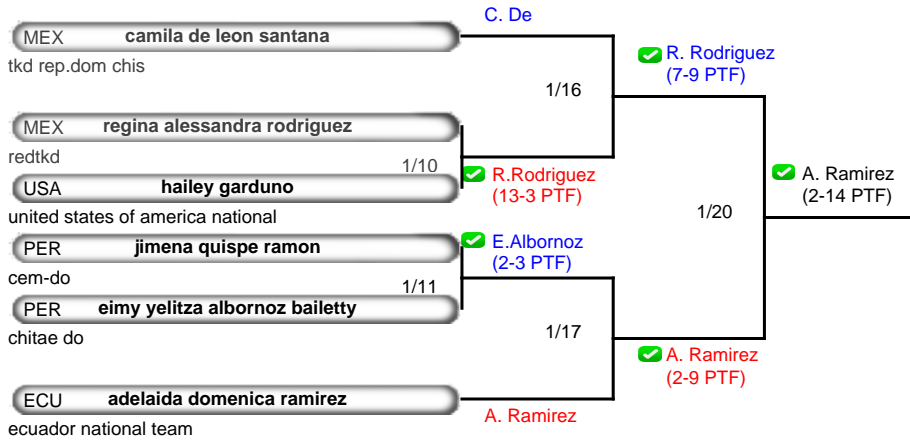 C. De
MEX camila de leon santana
tkd rep.dom chis
R. Rodriguez
(7-9 PTF)
1/16
MEX regina alessandra rodriguez
redtkd
1/10
R.Rodriguez
(13-3 PTF)
USA hailey garduno
united states of america national
A. Ramirez
(2-14 PTF)
1/20
PER jimena quispe ramon
cem-do
E.Albornoz
(2-3 PTF)
1/11
PER eimy yelitza albornoz bailetty
chitae do
1/17
A. Ramirez
(2-9 PTF)
ECU adelaida domenica ramirez
ecuador national team
A. Ramirez